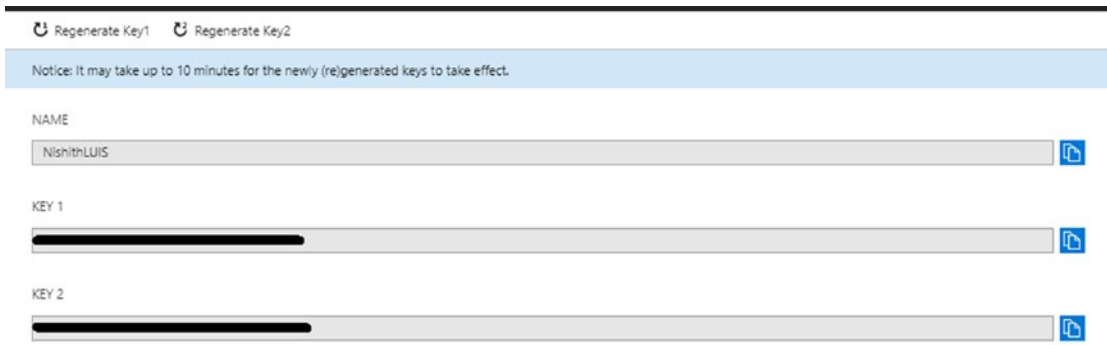 Regenerate Key1 Regenerate Key2
Notice: It may take up to 10 minutes for the newly (re)generated keys to take effect.
NAME
NishithLUIS
KEY 1
KEY 2